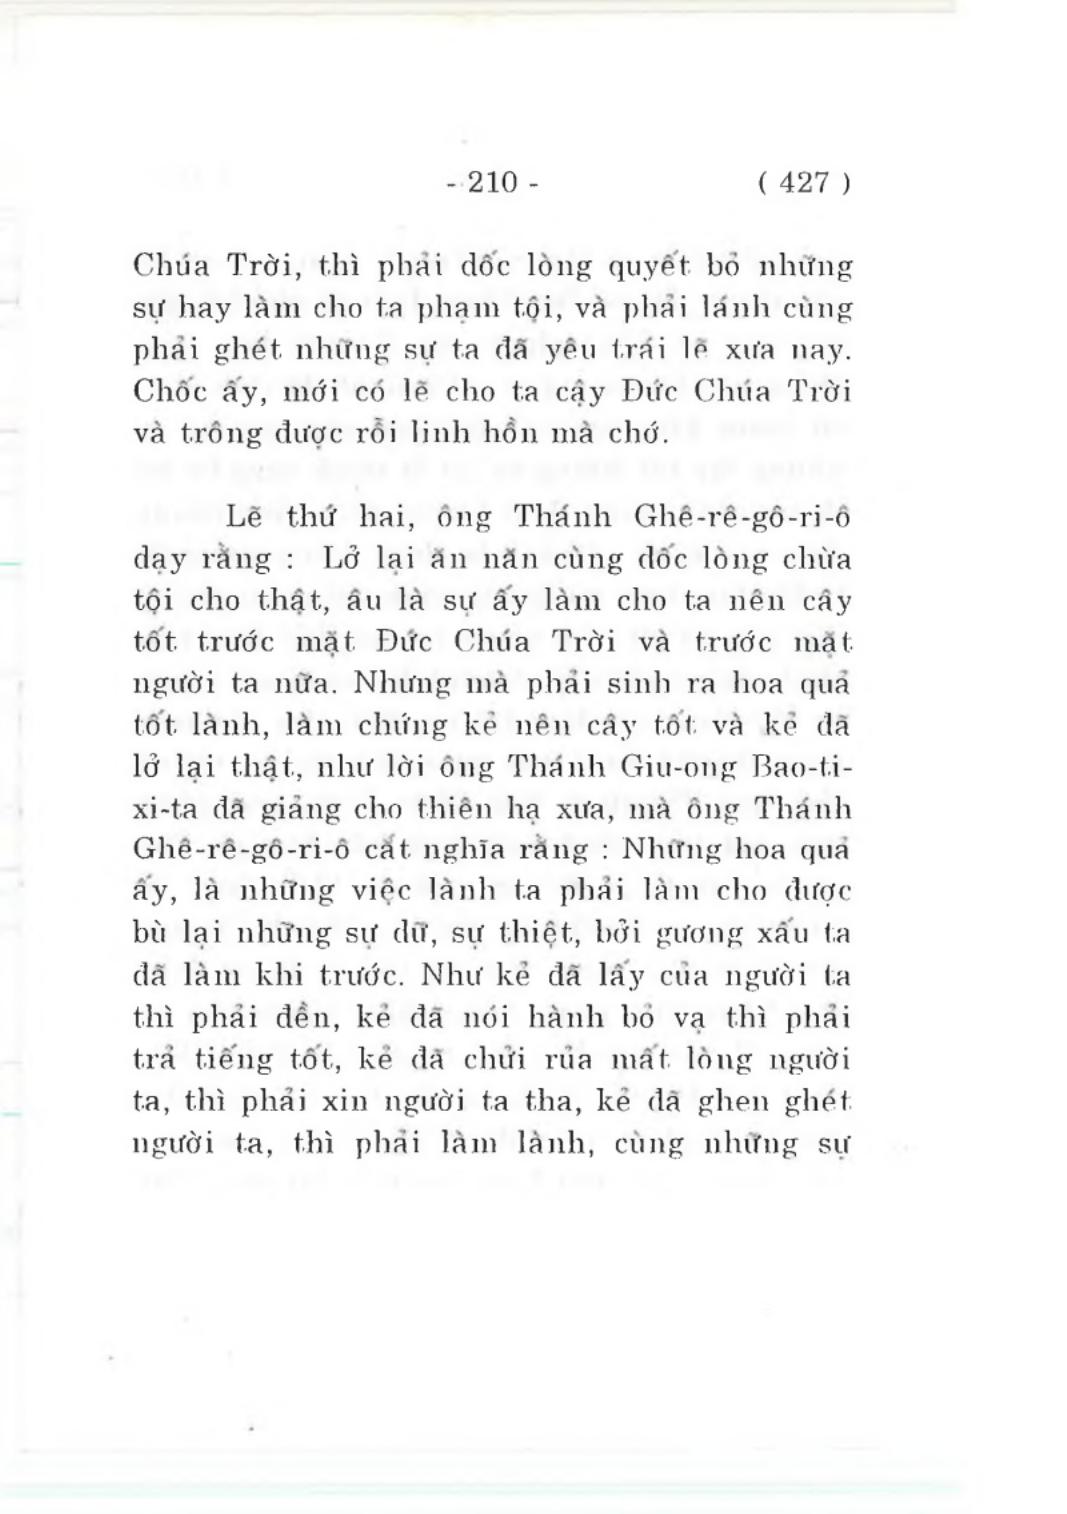 - 210 - ( 427 )
Chúa Trời, thì phải dốc lòng quyết bỏ những
sự hay làm cho ta phạm tội, và phải lánh cùng
phải ghét những sự ta đã yêu trái lẽ xưa nay.
Chốc ấy, mới có lẽ cho ta cậy Đức Chúa Trời
và trông được rỗi linh hồn mà chớ.
Lẽ thứ hai, ông Thánh Ghê-rê-gô-ri-ô
dạy rằng : Lở lại ăn năn cùng dốc lòng chừa
tội cho thật, âu là sự ấy làm cho ta nên cây
tốt trước mặt Đức Chúa Trời và trước mặt
người ta nữa. Nhưng mà phải sinh ra hoa quả
tốt lành, làm chứng kẻ nên cây tốt và kẻ đã
lở lại thật, như lời ông Thánh Giu-ong Bao-ti-
xi-ta đã giảng cho thiên hạ xưa, mà ông Thánh
Ghê-rê-gô-ri-ô cắt nghĩa rằng : Những hoa quả
ấy, là những việc lành ta phải làm cho được
bù lại những sự dữ, sự thiệt, bởi gương xấu ta
đã làm khi trước. Như kẻ đã lấy của người ta
thì phải đền, kẻ đã nói hành bỏ vạ thì phải
trả tiếng tốt, kẻ đã chửi rủa mất lòng người
ta, thì phải xin người ta tha, kẻ đã ghen ghét
người ta, thì phải làm lành, cùng những sự